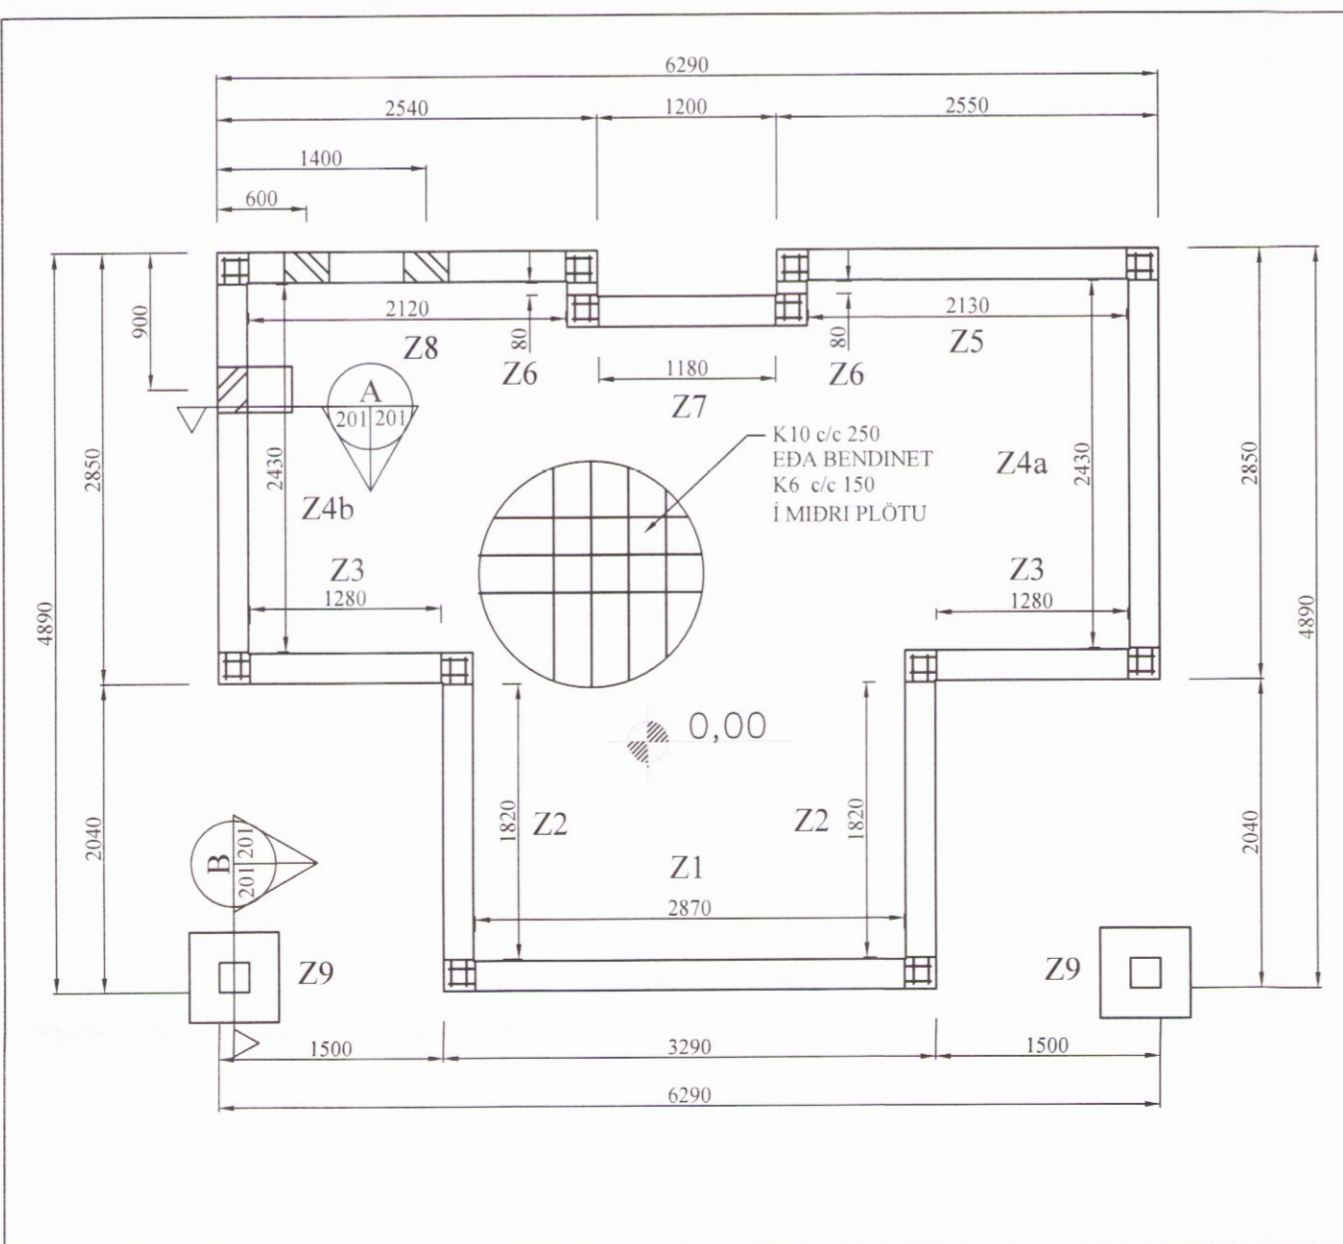 6290
2540
1200
2550
1400
600
900
2120
Z8
80
Z6
1180
Z7
80
Z6
2130
Z5
A
201 201
K10 c/c 250
EÐA BENDINET
K6 c/c 150
Í MIÐRI PLÖTU
2850
2430
Z4b
Z4a
2430
2850
4890
Z3
1280
Z3
1280
4890
0,00
2040
B
201 201
1820
Z2
Z2
1820
2040
Z1
2870
Z9
Z9
1500
3290
1500
6290